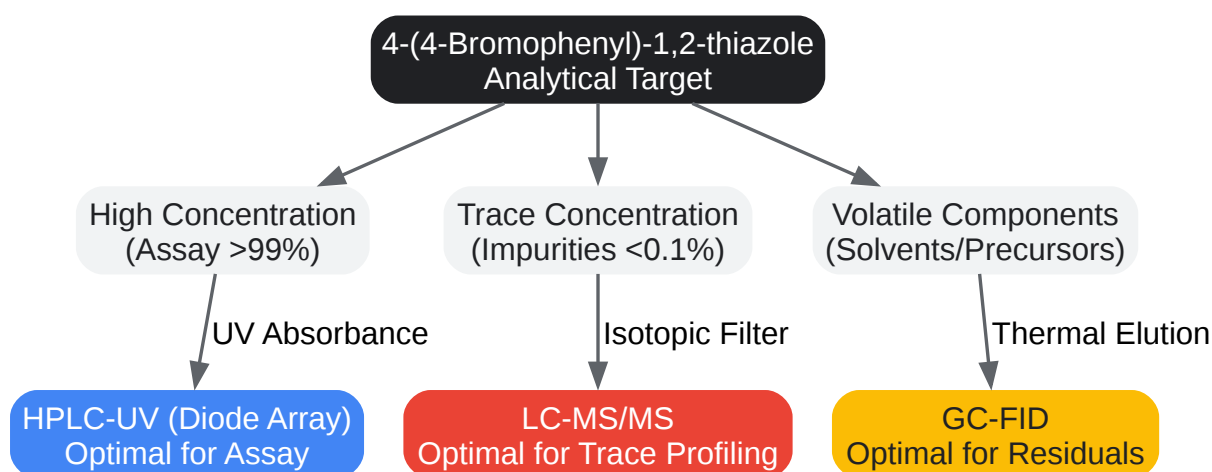 4-(4-Bromophenyl)-1,2-thiazole
Analytical Target
High Concentration
(Assay >99%)
Trace Concentration
(Impurities <0.1%)
Volatile Components
(Solvents/Precursors)
UV Absorbance
Isotopic Filter
Thermal Elution
HPLC-UV (Diode Array)
Optimal for Assay
LC-MS/MS
Optimal for Trace Profiling
GC-FID
Optimal for Residuals